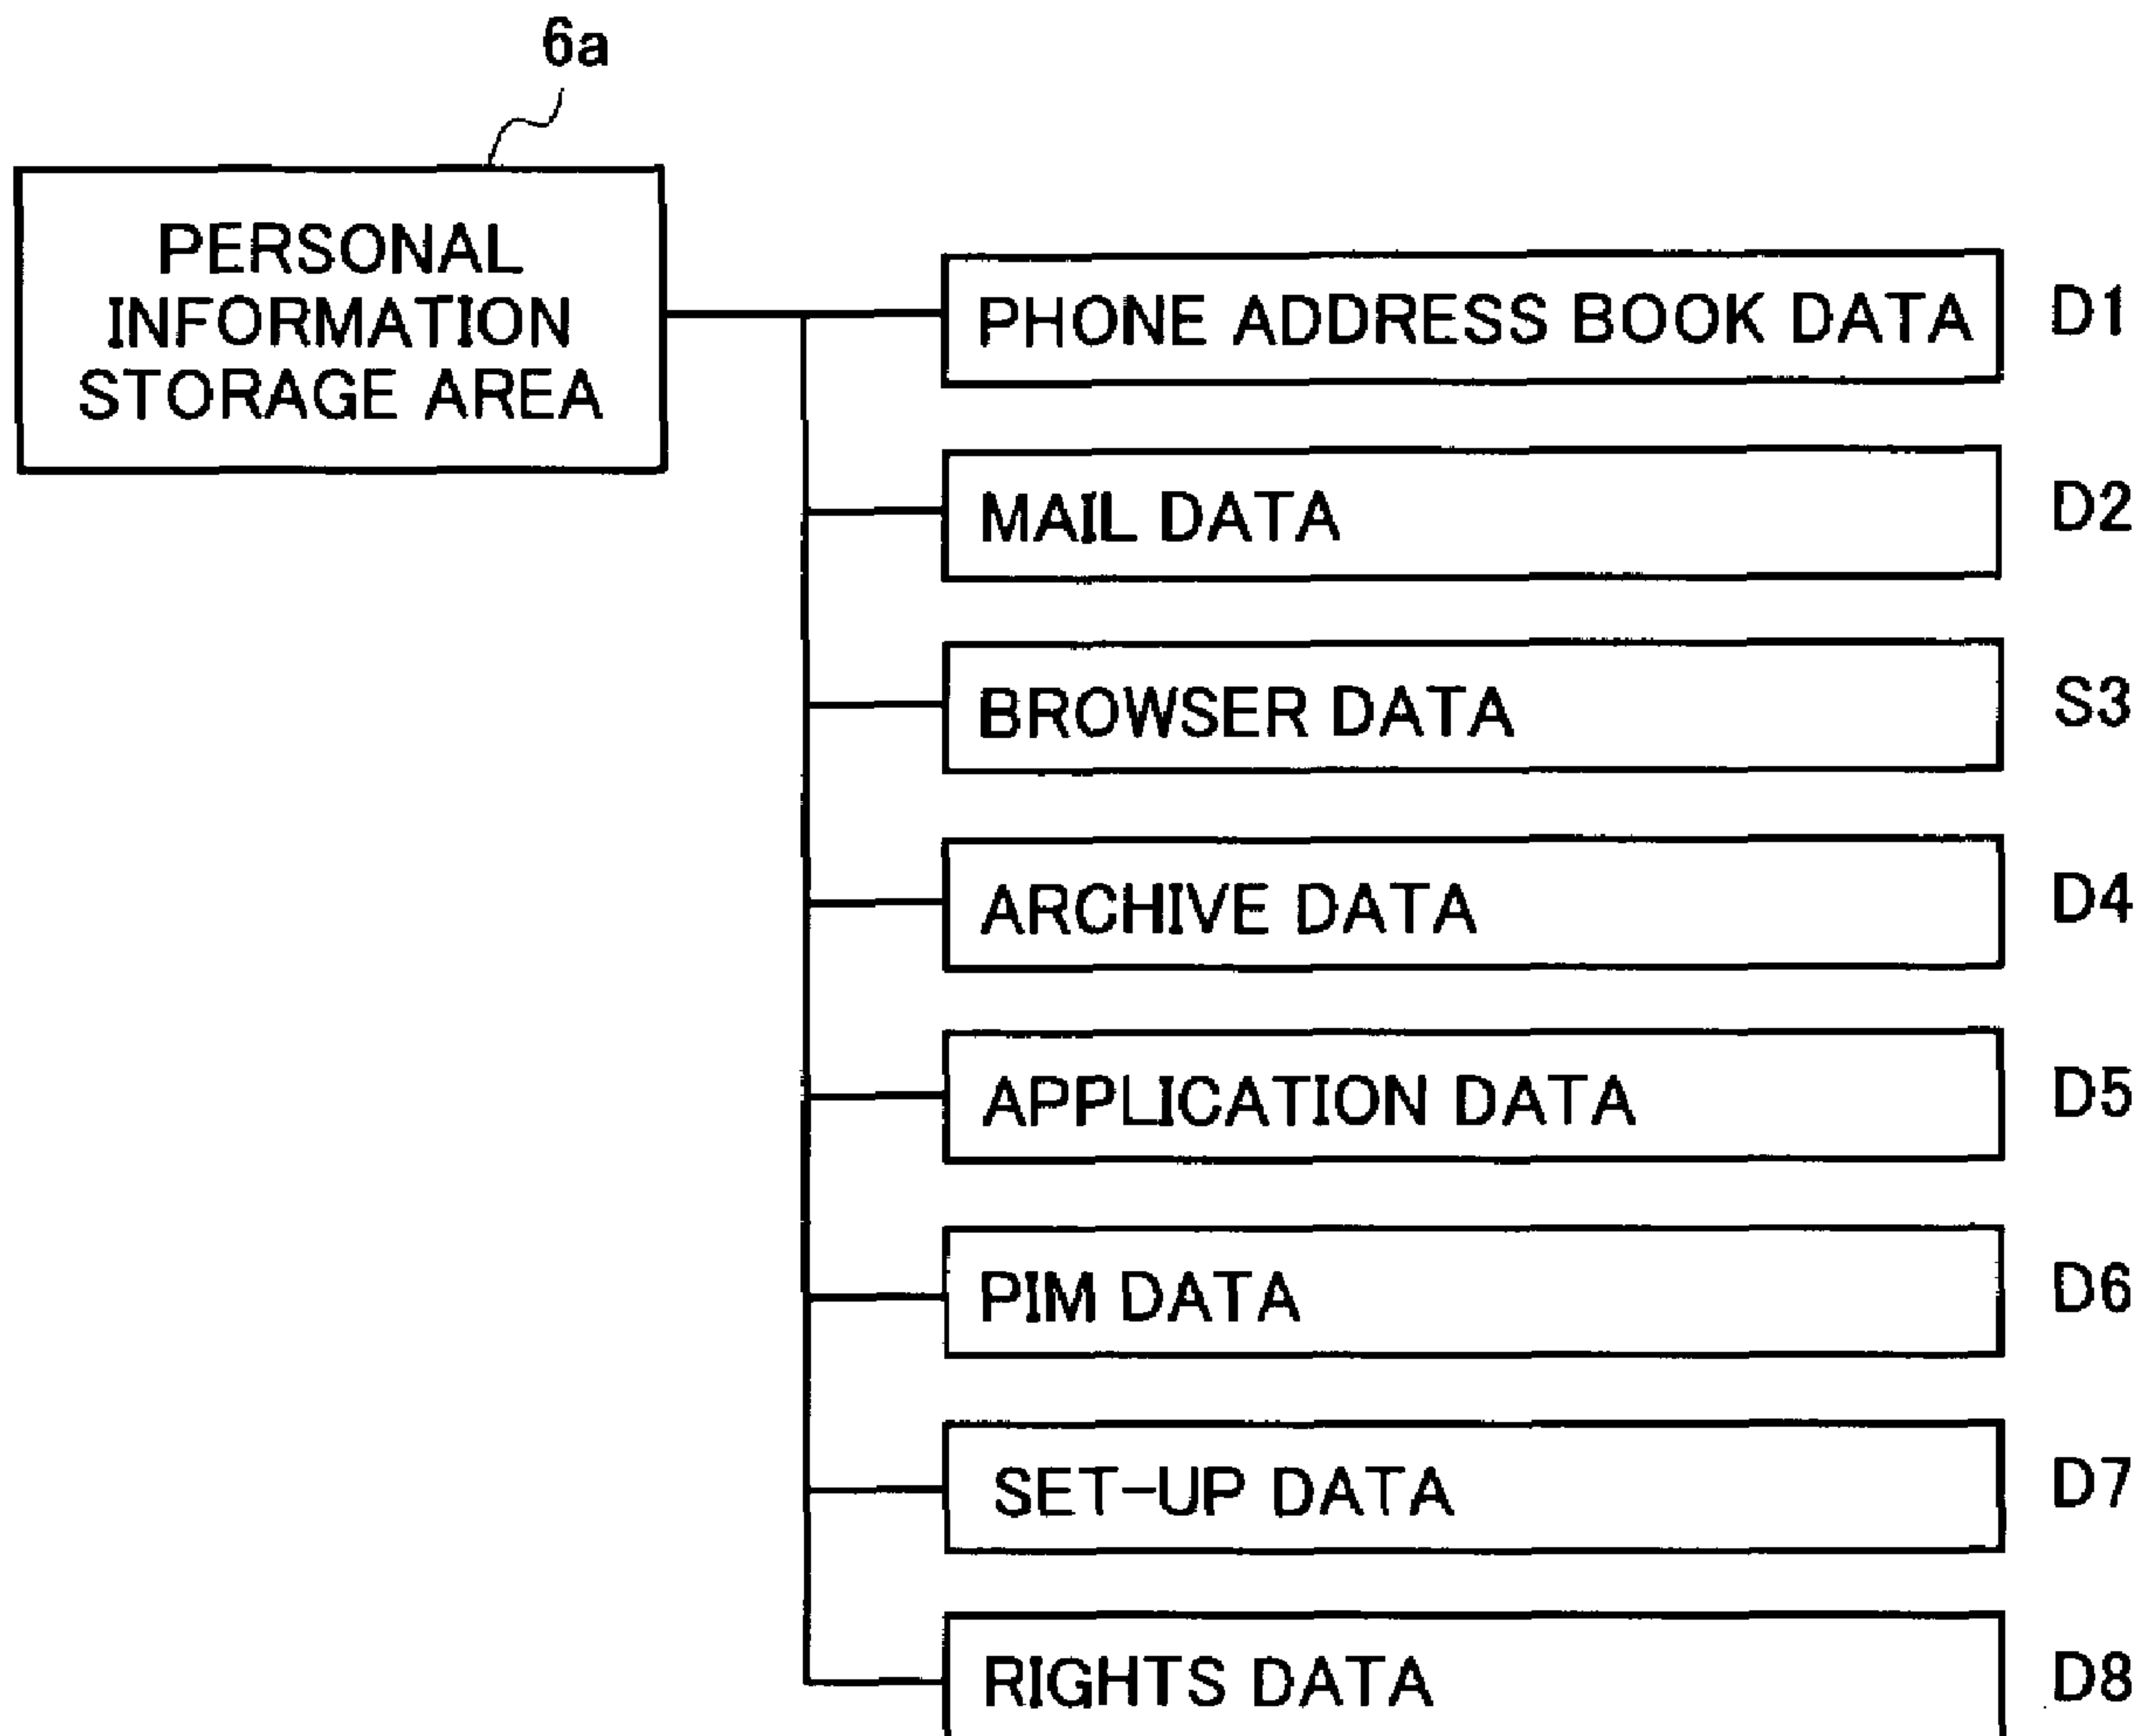 6a
PERSONAL
INFORMATION
STORAGE AREA
PHONE ADDRESS BOOK DATA D1
MAIL DATA D2
BROWSER DATA S3
ARCHIVE DATA D4
APPLICATION DATA D5
PIM DATA D6
SET-UP DATA D7
RIGHTS DATA D8